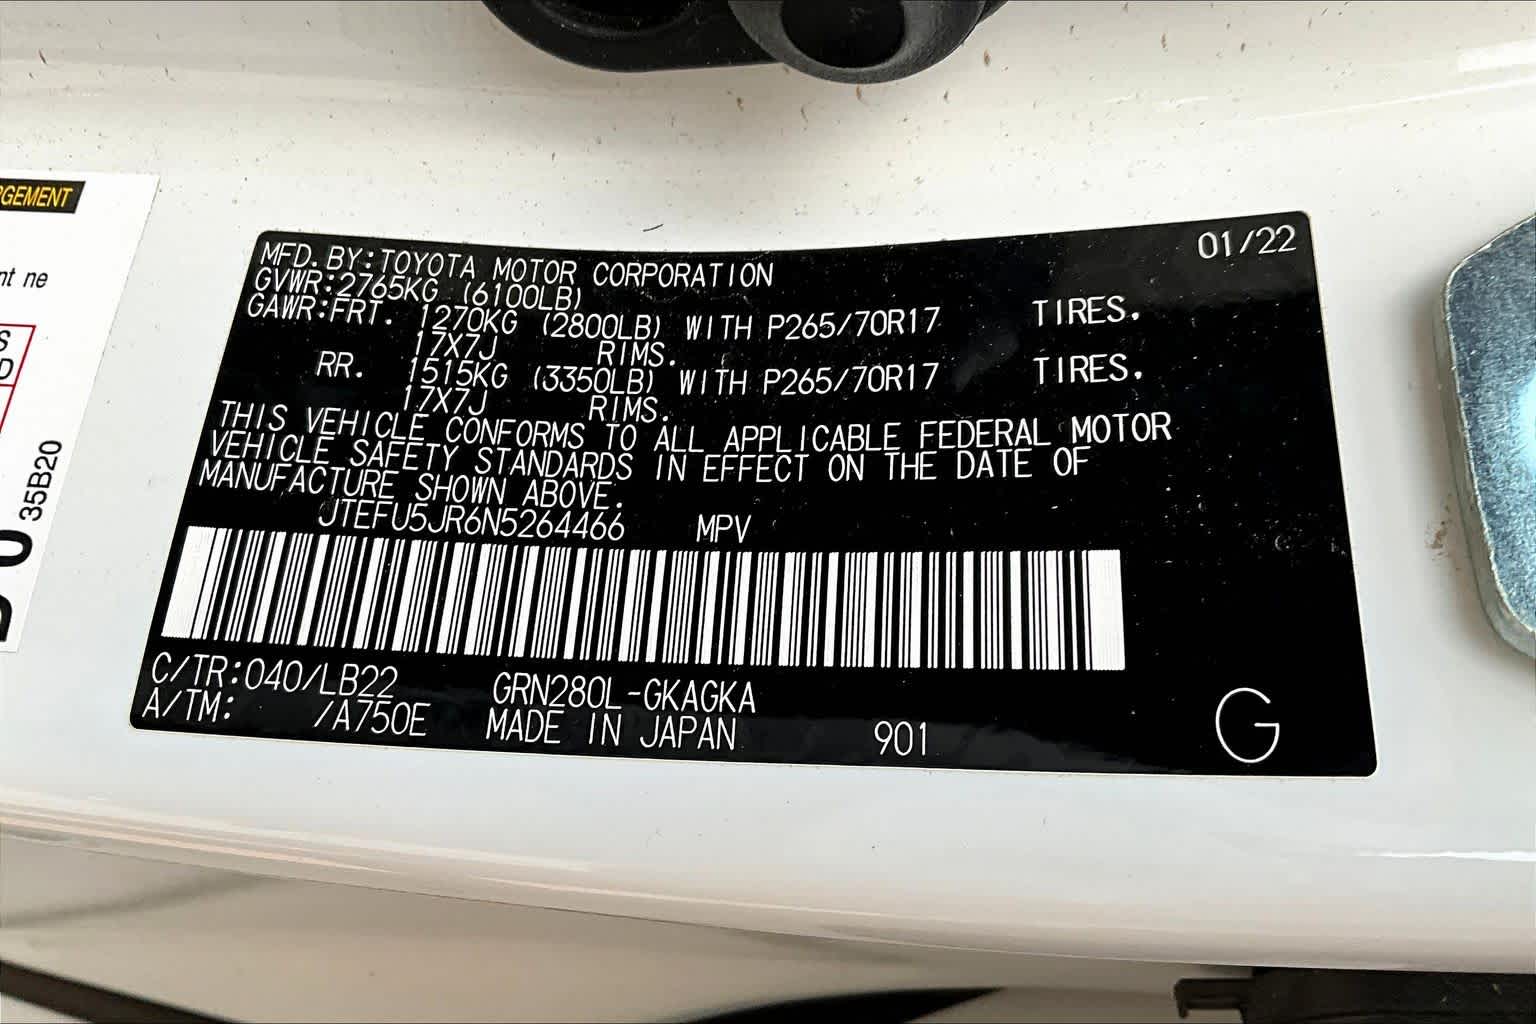 RGEMENT
nt ne
S
D
35B20
01/22
MFD.BY:TOYOTA MOTOR CORPORATION
GVWR:2765KG (6100LB)
GAWR:FRT. 1270KG (2800LB) WITH P265/70R17 TIRES.
17X7J RIMS.
RR. 1515KG (3350LB) WITH P265/70R17 TIRES.
17X7J RIMS.
THIS VEHICLE CONFORMS TO ALL APPLICABLE FEDERAL MOTOR
VEHICLE SAFETY STANDARDS IN EFFECT ON THE DATE OF
MANUFACTURE SHOWN ABOVE.
JTEFU5JR6N5264466 MPV
C/TR:040/LB22 GRN280L-GKAGKA
A/TM: /A750E MADE IN JAPAN 901 G